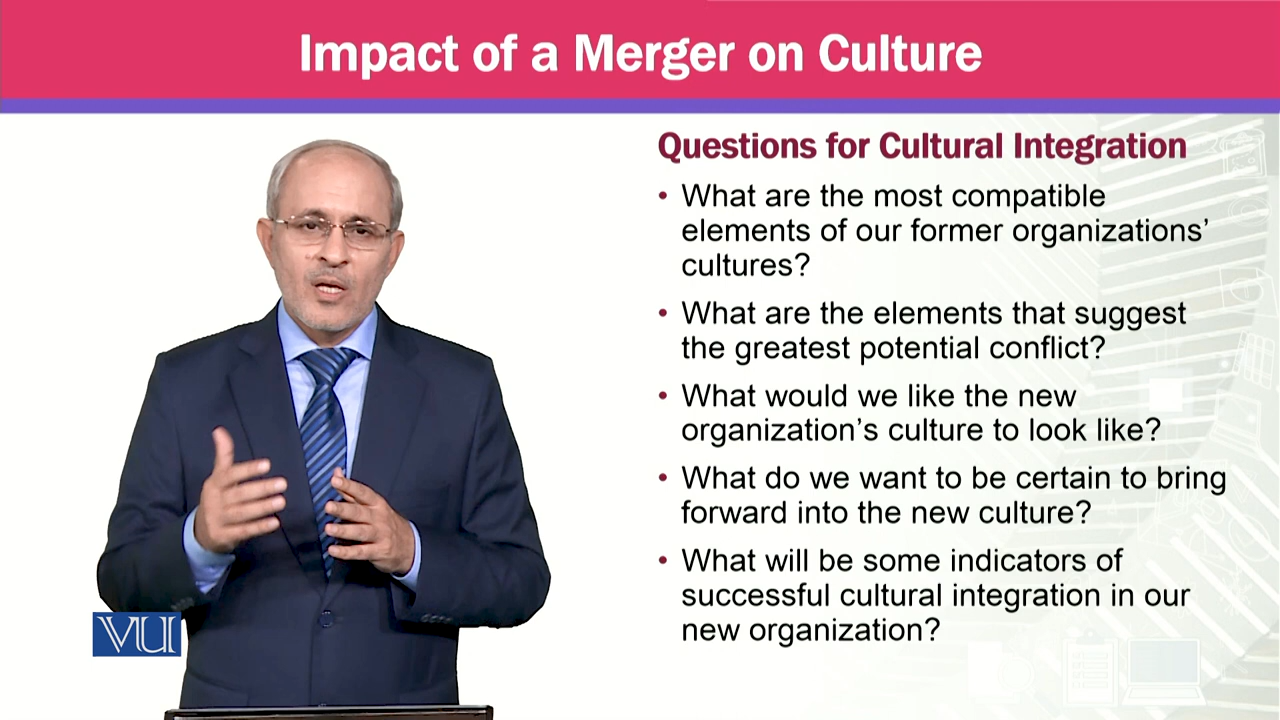 Impact of a Merger on Culture
Questions for Cultural Integration
• What are the most compatible
elements of our former organizations’
cultures?
• What are the elements that suggest
the greatest potential conflict?
• What would we like the new
organization’s culture to look like?
• What do we want to be certain to bring
forward into the new culture?
• What will be some indicators of
successful cultural integration in our
new organization?
VU